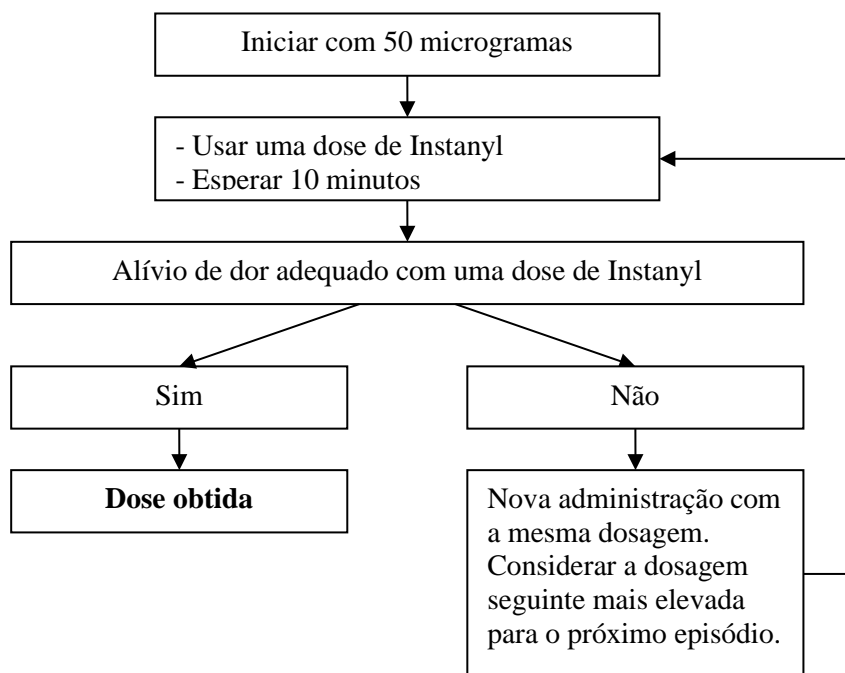 Iniciar com 50 microgramas
- Usar uma dose de Instanyl
- Esperar 10 minutos
Alívio de dor adequado com uma dose de Instanyl
Sim
Não
Dose obtida
Nova administração com
a mesma dosagem.
Considerar a dosagem
seguinte mais elevada
para o próximo episódio.